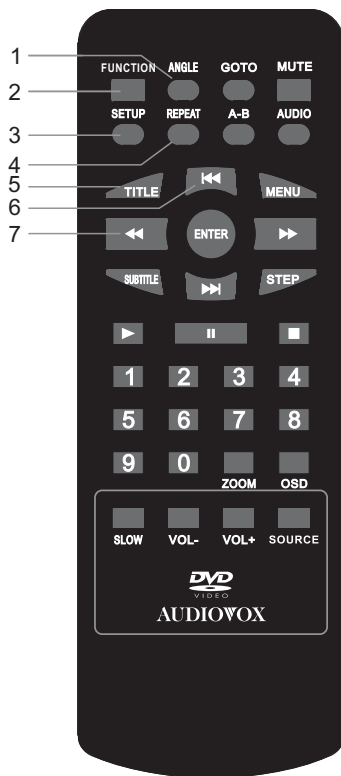 1
2
3
4
5
6
7
FUNCTION ANGLE GOTO MUTE
SETUP REPEAT A-B AUDIO
TITLE MENU
ENTER
SUBTITLE STEP
1 2 3 4
5 6 7 8
9 0
ZOOM OSD
SLOW VOL- VOL+ SOURCE
DVD
VIDEO
AUDIOVOX